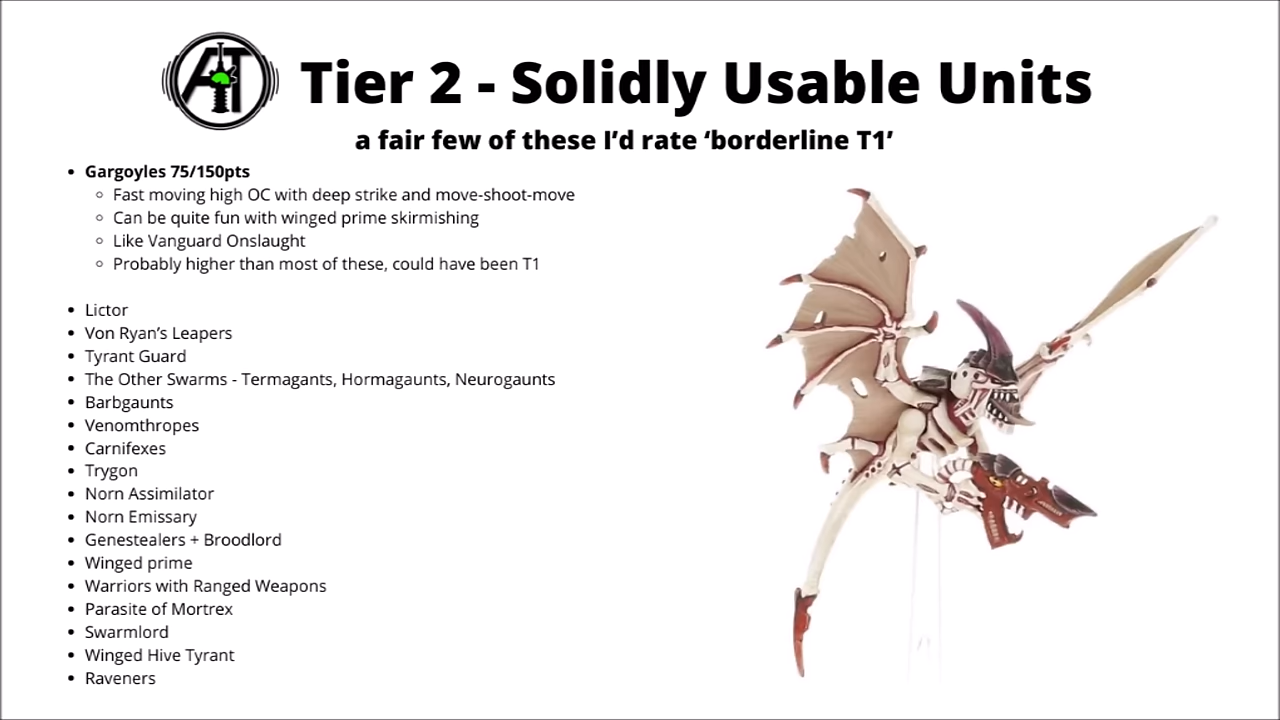 AT
Tier 2 - Solidly Usable Units
a fair few of these I'd rate 'borderline T1'
• Gargoyles 75/150pts
◦ Fast moving high OC with deep strike and move-shoot-move
◦ Can be quite fun with winged prime skirmishing
◦ Like Vanguard Onslaught
◦ Probably higher than most of these, could have been T1
• Lictor
• Von Ryan's Leapers
• Tyrant Guard
• The Other Swarms - Termagants, Hormagaunts, Neurogaunts
• Barbgaunts
• Venomthropes
• Carnifexes
• Trygon
• Norn Assimilator
• Norn Emissary
• Genestealers + Broodlord
• Winged prime
• Warriors with Ranged Weapons
• Parasite of Mortrex
• Swarmlord
• Winged Hive Tyrant
• Raveners